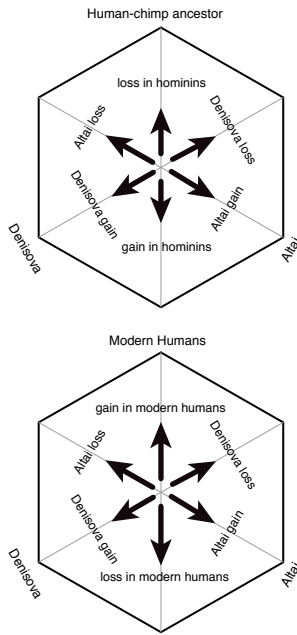 Human-chimp ancestor
loss in hominins
Altai loss
Denisova loss
Denisova gain
Altai gain
gain in hominins
Denisova
Altai
Modern Humans
gain in modern humans
Altai loss
Denisova loss
Denisova gain
Altai gain
loss in modern humans
Denisova
Altai